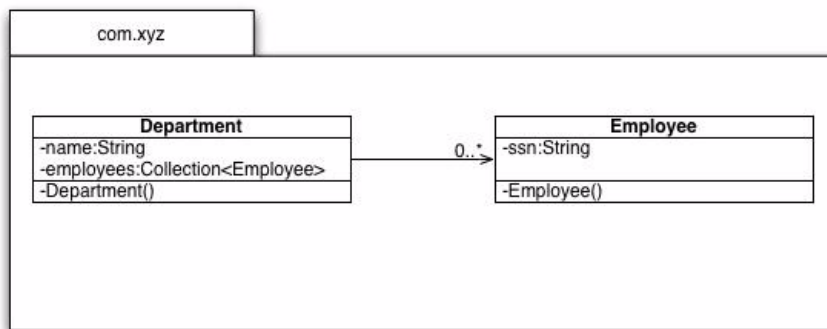 com.xyz
Department
-name:String
-employees:Collection<Employee>
-Department()
0..*
Employee
-ssn:String
-Employee()